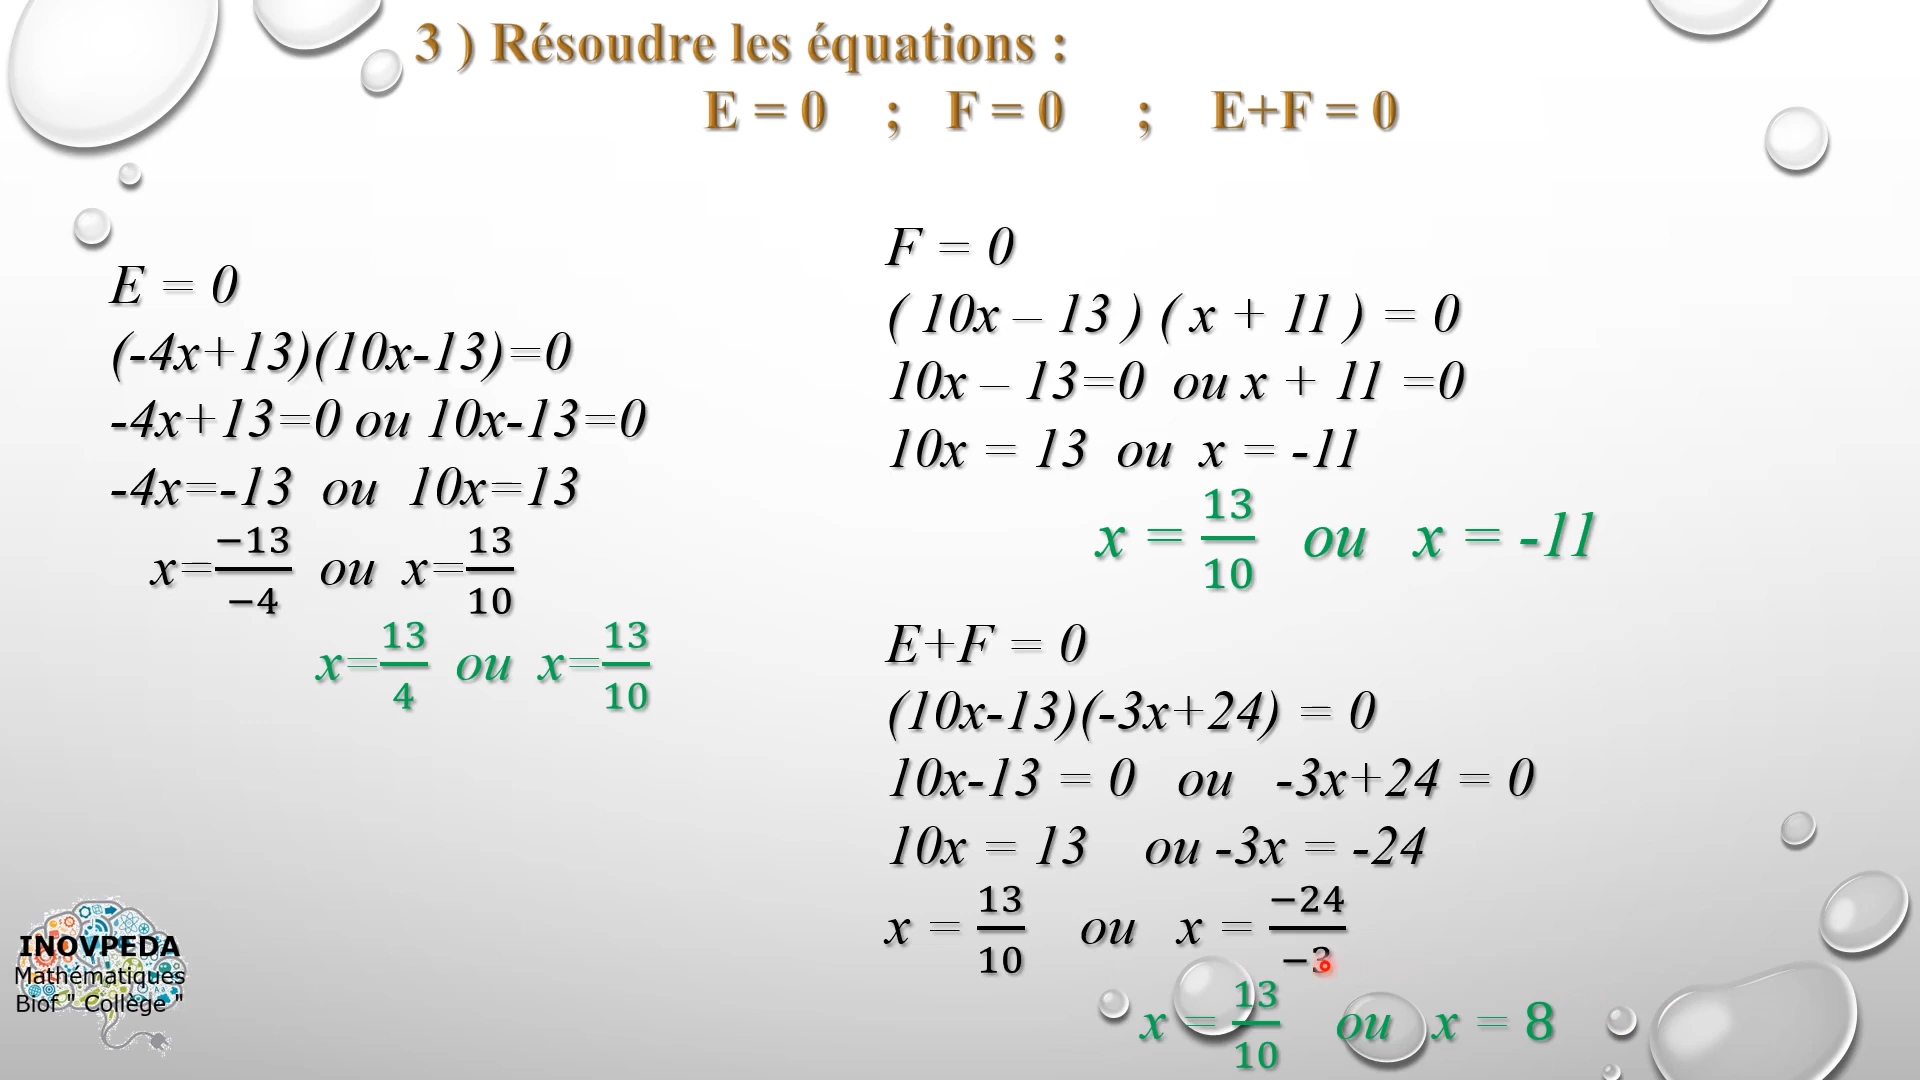 3 ) Résoudre les équations :
E = 0 ; F = 0 ; E+F = 0
E = 0
(-4x+13)(10x-13)=0
-4x+13=0 ou 10x-13=0
-4x=-13 ou 10x=13
x=−13/−4 ou x=13/10
x=13/4 ou x=13/10
F = 0
( 10x – 13 ) ( x + 11 ) = 0
10x – 13=0 ou x + 11 =0
10x = 13 ou x = -11
x = 13/10 ou x = -11
E+F = 0
(10x-13)(-3x+24) = 0
10x-13 = 0 ou -3x+24 = 0
10x = 13 ou -3x = -24
x = 13/10 ou x = −24/−3
x = 13/10 ou x = 8
INOVPEDA
Mathématiques
Biof " Collège "